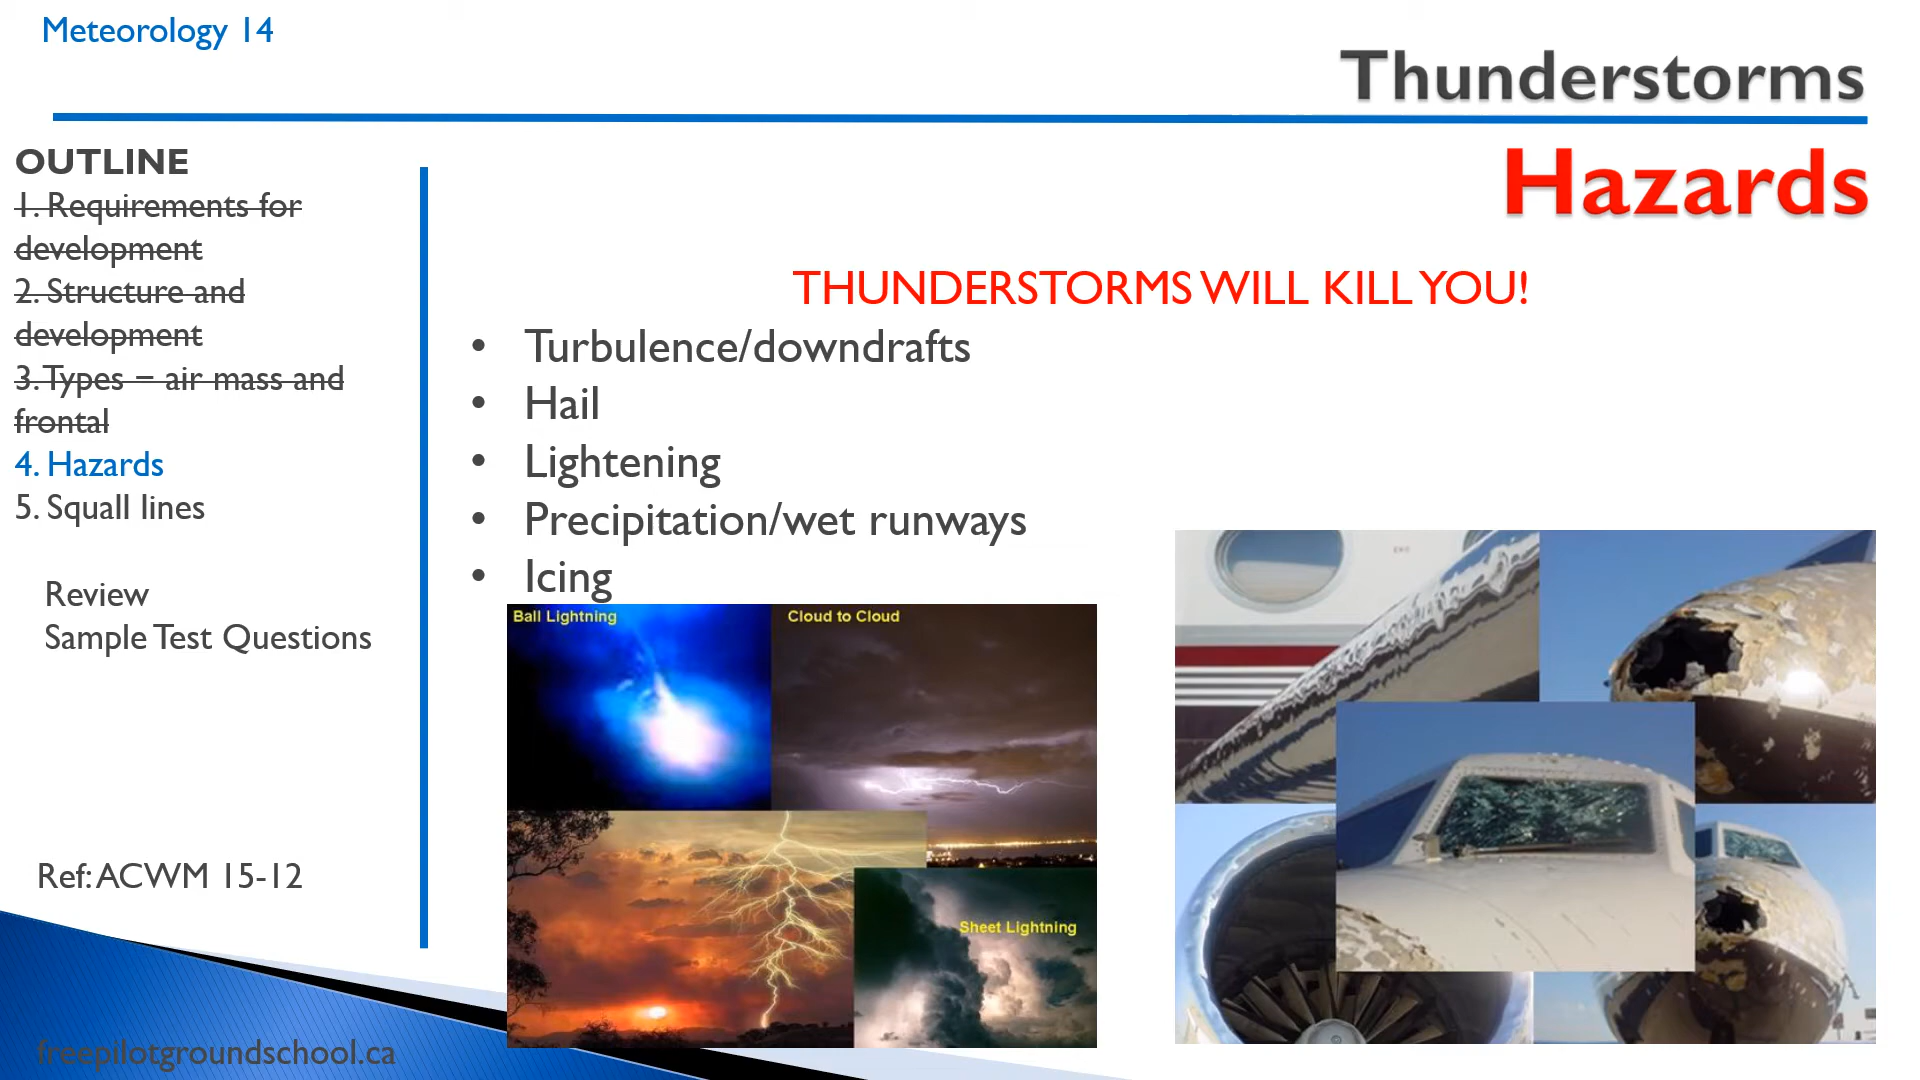 Meteorology 14
Thunderstorms
Hazards
OUTLINE
1. Requirements for
development
2. Structure and
development
3. Types – air mass and
frontal
4. Hazards
5. Squall lines
Review
Sample Test Questions
Ref: ACWM 15-12
freepilotgroundschool.ca
THUNDERSTORMS WILL KILL YOU!
• Turbulence/downdrafts
• Hail
• Lightening
• Precipitation/wet runways
• Icing
Ball Lightning
Cloud to Cloud
Sheet Lightning